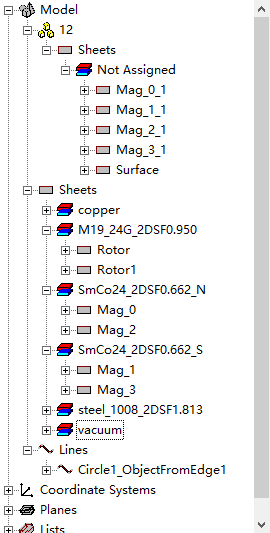 Model
12
Sheets
Not Assigned
Mag_0_1
Mag_1_1
Mag_2_1
Mag_3_1
Surface
Sheets
copper
M19_24G_2DSF0.950
Rotor
Rotor1
SmCo24_2DSF0.662_N
Mag_0
Mag_2
SmCo24_2DSF0.662_S
Mag_1
Mag_3
steel_1008_2DSF1.813
vacuum
Lines
Circle1_ObjectFromEdge1
Coordinate Systems
Planes
Lists